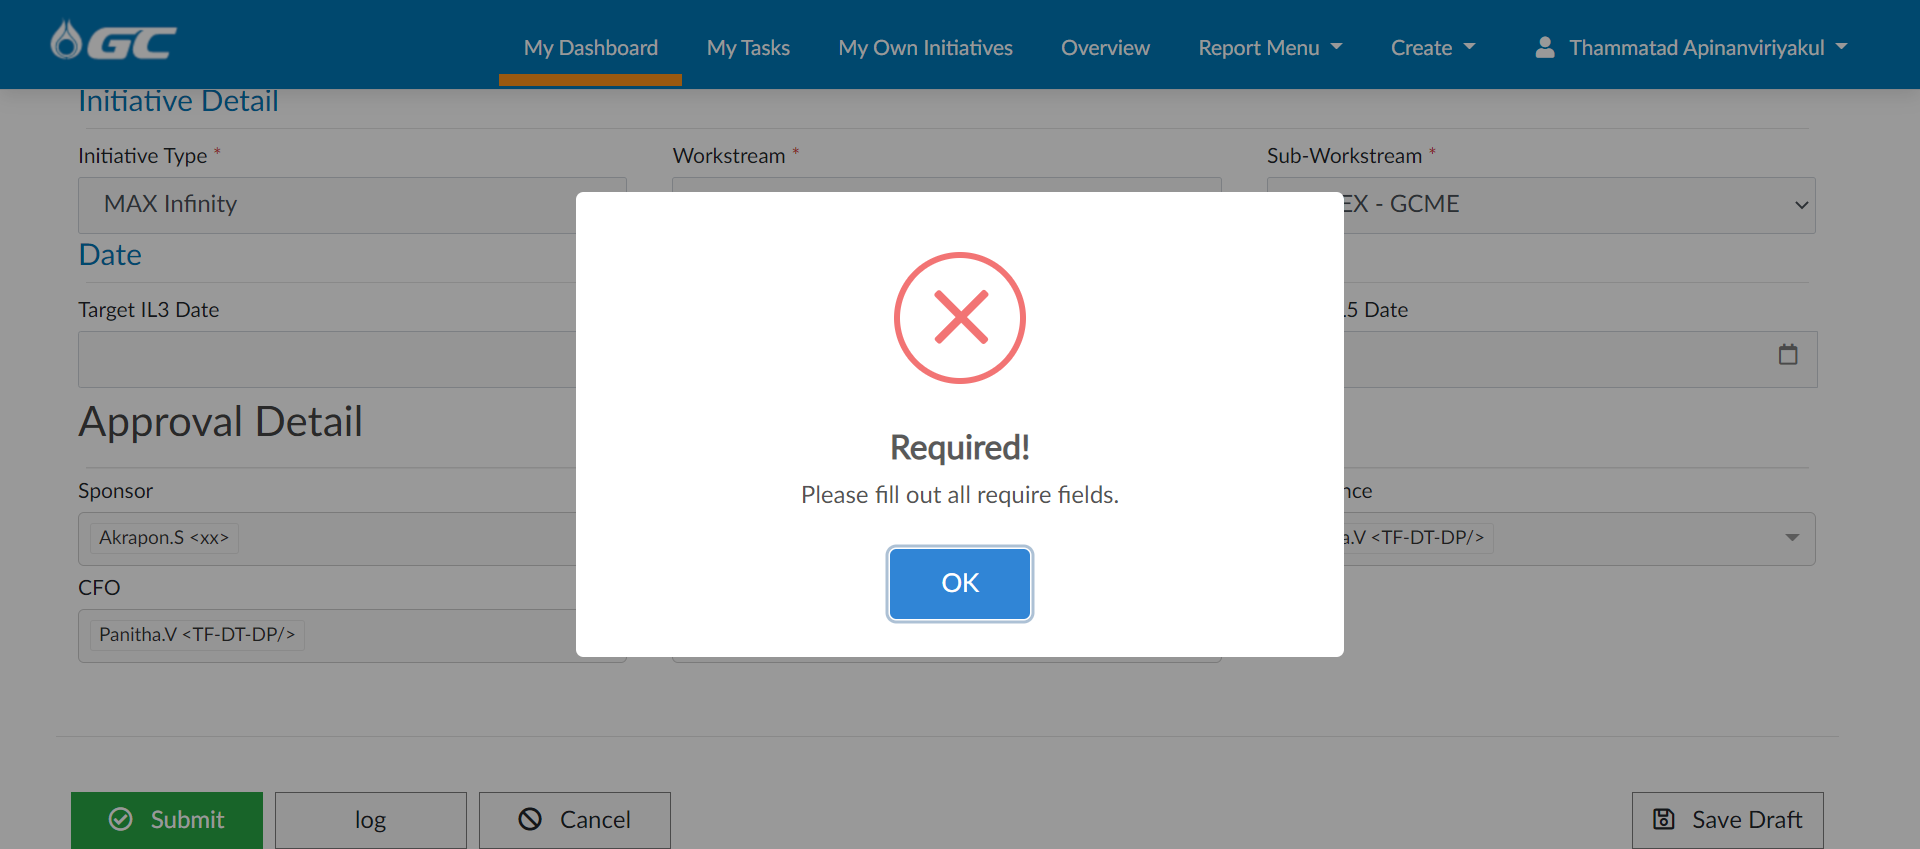 GC
My Dashboard My Tasks My Own Initiatives Overview Report Menu Create Thammatad Apinanviriyakul
Initiative Detail
Initiative Type * Workstream * Sub-Workstream *
MAX Infinity EX - GCME
Date
Target IL3 Date .5 Date
Approval Detail
Required!
Sponsor nce
Please fill out all require fields.
Akrapon.S <xx> a.V <TF-DT-DP/>
CFO
OK
Panitha.V <TF-DT-DP/>
Submit log Cancel Save Draft